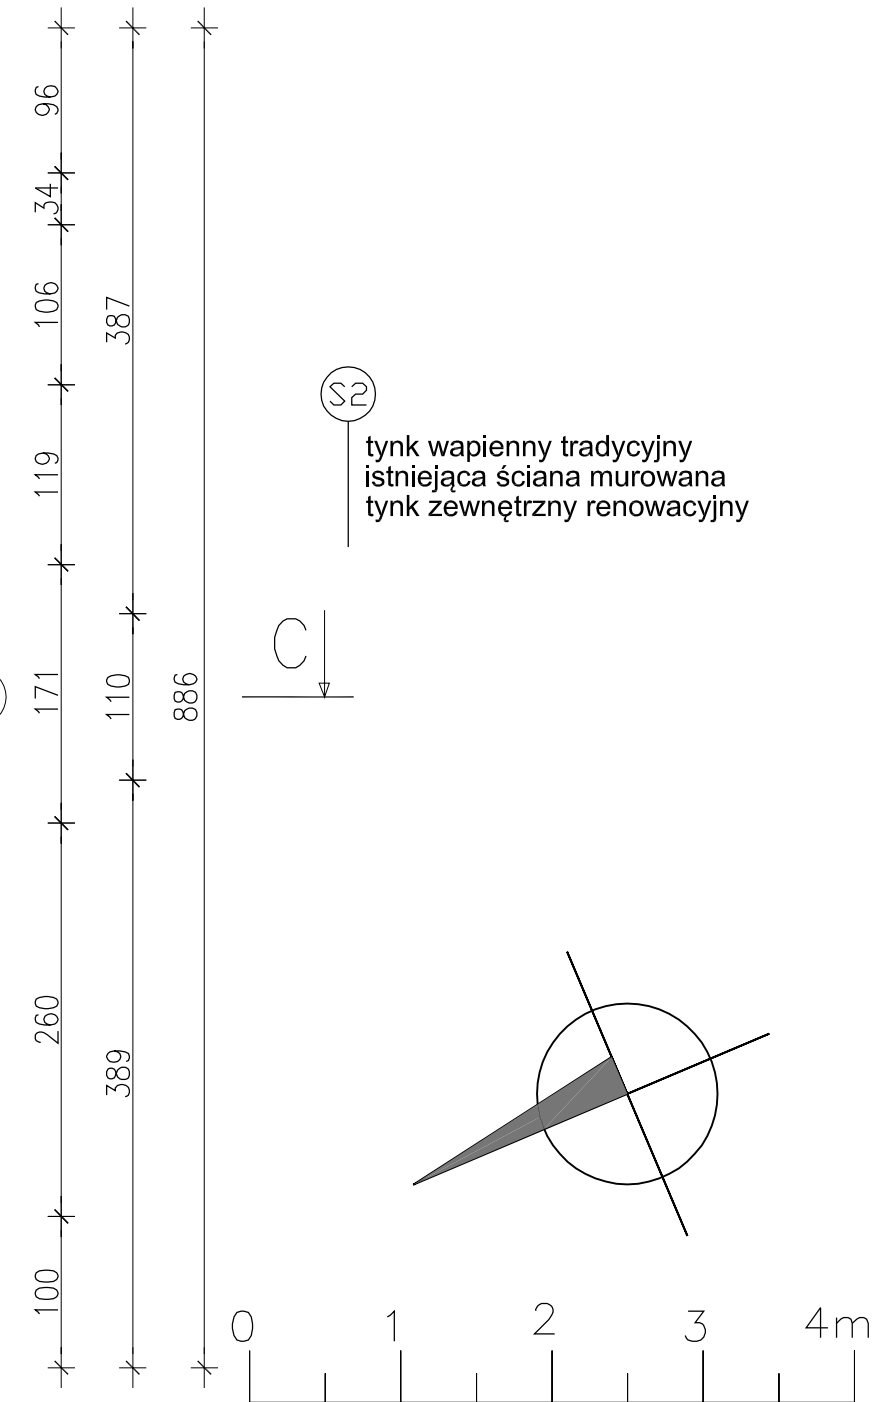 96
34
106
119
171
260
100
387
110
389
886
S2
tynk wapienny tradycyjny
istniejąca ściana murowana
tynk zewnętrzny renowacyjny
C
0 1 2 3 4m